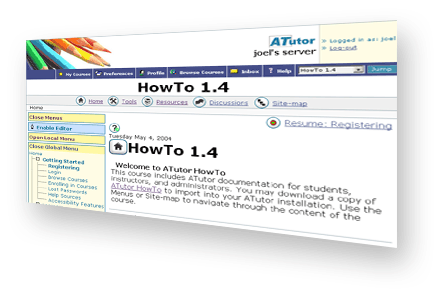 ATutor
joel's server
Logged in as: joel
Log-out
My Courses Preferences Profile Browse Courses Inbox ? Help HowTo 1.4 Jump
HowTo 1.4
Home Tools Resources Discussions Site-map
Home
Close Menus
Enable Editor
Open Local Menu
Close Global Menu
Home
Getting Started
Registering
Login
Browse Courses
Enrolling in Courses
Lost Passwords
Help Sources
Accessibility Features
Resume: Registering
Tuesday May 4, 2004
HowTo 1.4
Welcome to ATutor HowTo
This course includes ATutor documentation for students,
instructors, and administrators. You may download a copy of
ATutor HowTo to import into your ATutor installation. Use the
Menus or Site-map to navigate through the content of the
course.